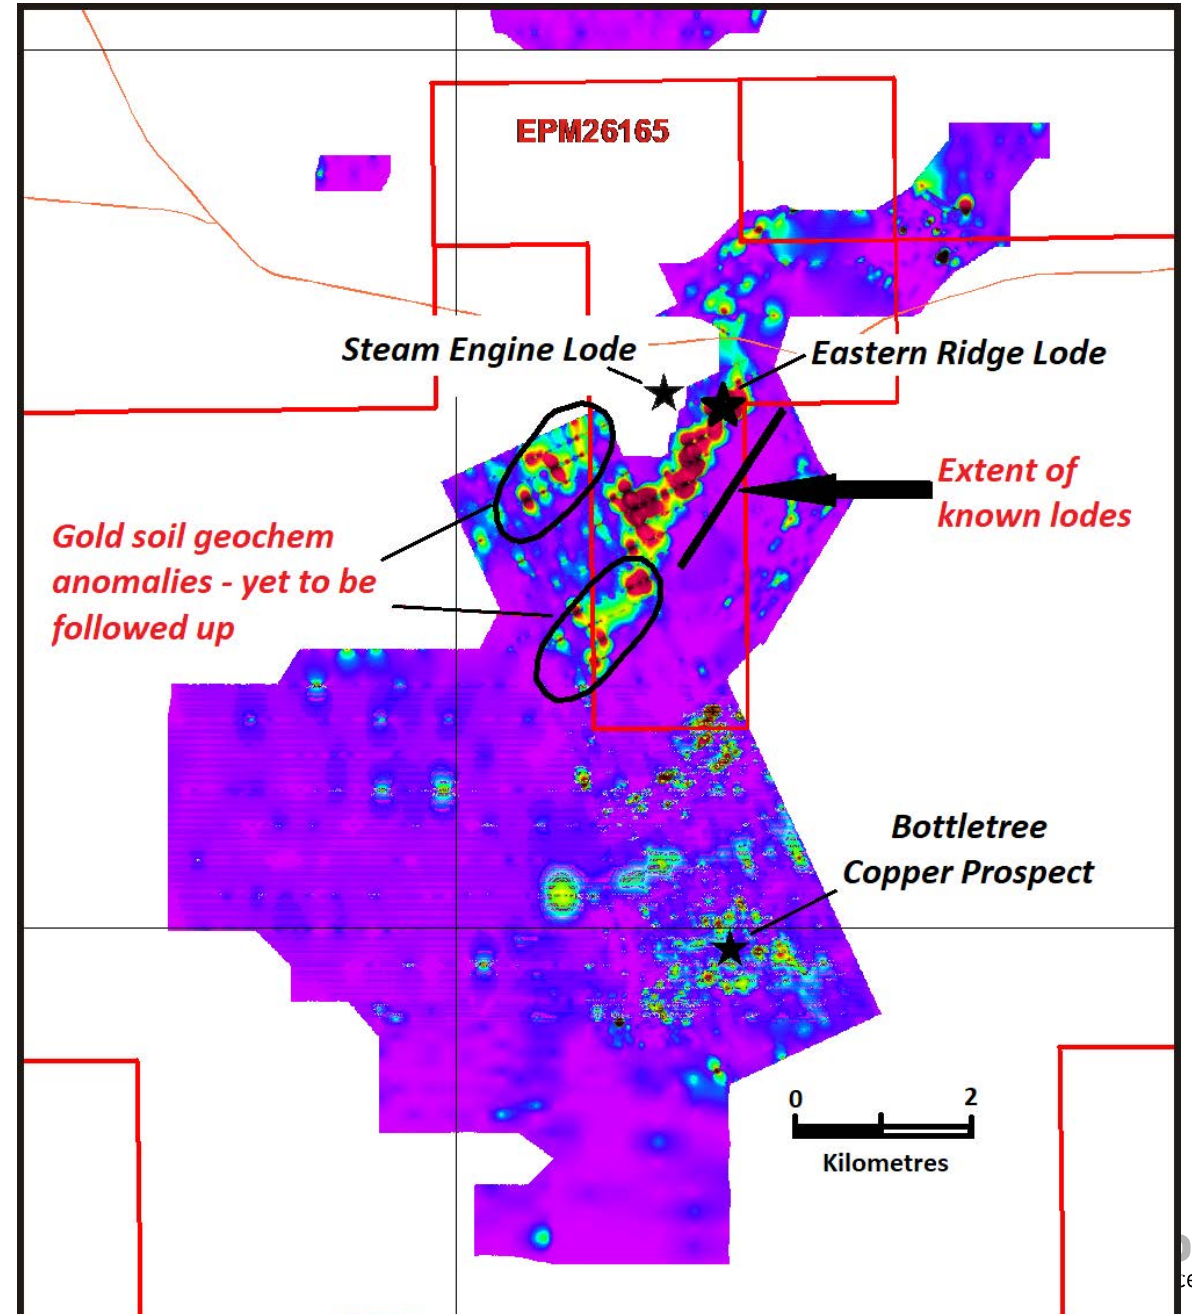 EPM26165
Steam Engine Lode
Eastern Ridge Lode
Extent of
known lodes
Gold soil geochem
anomalies - yet to be
followed up
Bottletree
Copper Prospect
0 2
Kilometres